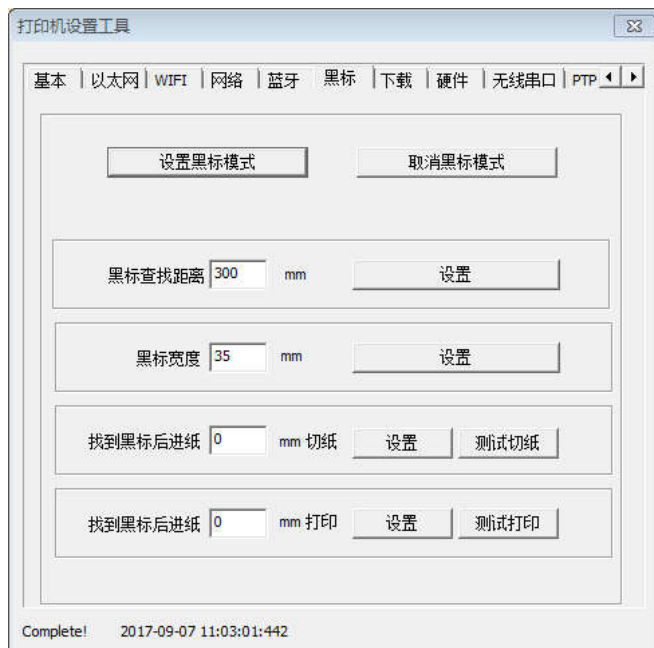 打印机设置工具
基本 以太网 WIFI 网络 蓝牙 黑标 下载 硬件 无线串口 PTP
设置黑标模式 取消黑标模式
黑标查找距离 300 mm 设置
黑标宽度 35 mm 设置
找到黑标后进纸 0 mm 切纸 设置 测试切纸
找到黑标后进纸 0 mm 打印 设置 测试打印
Complete! 2017-09-07 11:03:01:442